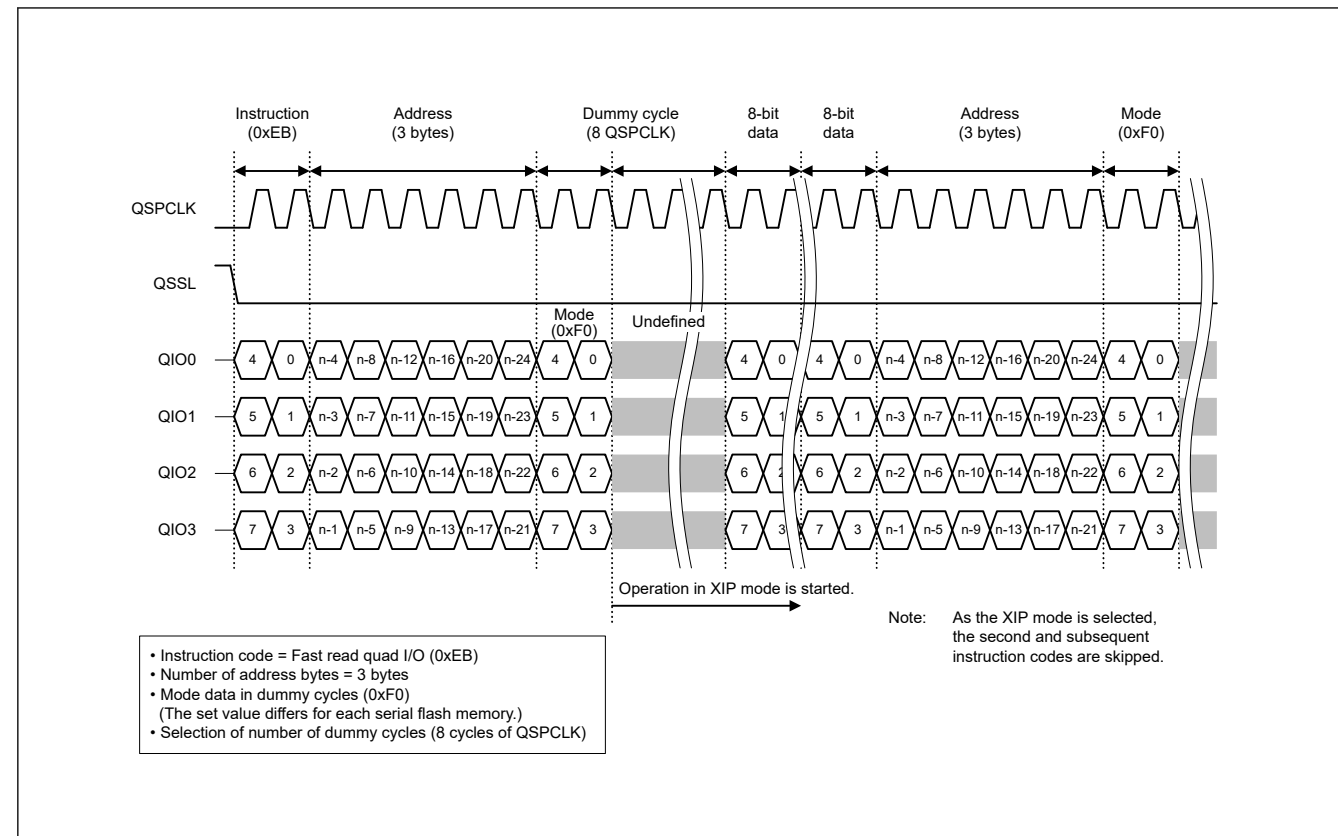 Instruction
(0xEB)
Address
(3 bytes)
Dummy cycle
(8 QSPCLK)
8-bit
data
8-bit
data
Address
(3 bytes)
Mode
(0xF0)
QSPCLK
QSSL
Mode
(0xF0)
Undefined
QIO0 4 0 n-4 n-8 n-12 n-16 n-20 n-24 4 0 4 0 4 0 n-4 n-8 n-12 n-16 n-20 n-24 4 0
QIO1 5 1 n-3 n-7 n-11 n-15 n-19 n-23 5 1 5 1 5 1 n-3 n-7 n-11 n-15 n-19 n-23 5 1
QIO2 6 2 n-2 n-6 n-10 n-14 n-18 n-22 6 2 6 2 6 2 n-2 n-6 n-10 n-14 n-18 n-22 6 2
QIO3 7 3 n-1 n-5 n-9 n-13 n-17 n-21 7 3 7 3 7 3 n-1 n-5 n-9 n-13 n-17 n-21 7 3
Operation in XIP mode is started.
Note: As the XIP mode is selected,
the second and subsequent
instruction codes are skipped.
• Instruction code = Fast read quad I/O (0xEB)
• Number of address bytes = 3 bytes
• Mode data in dummy cycles (0xF0)
(The set value differs for each serial flash memory.)
• Selection of number of dummy cycles (8 cycles of QSPCLK)